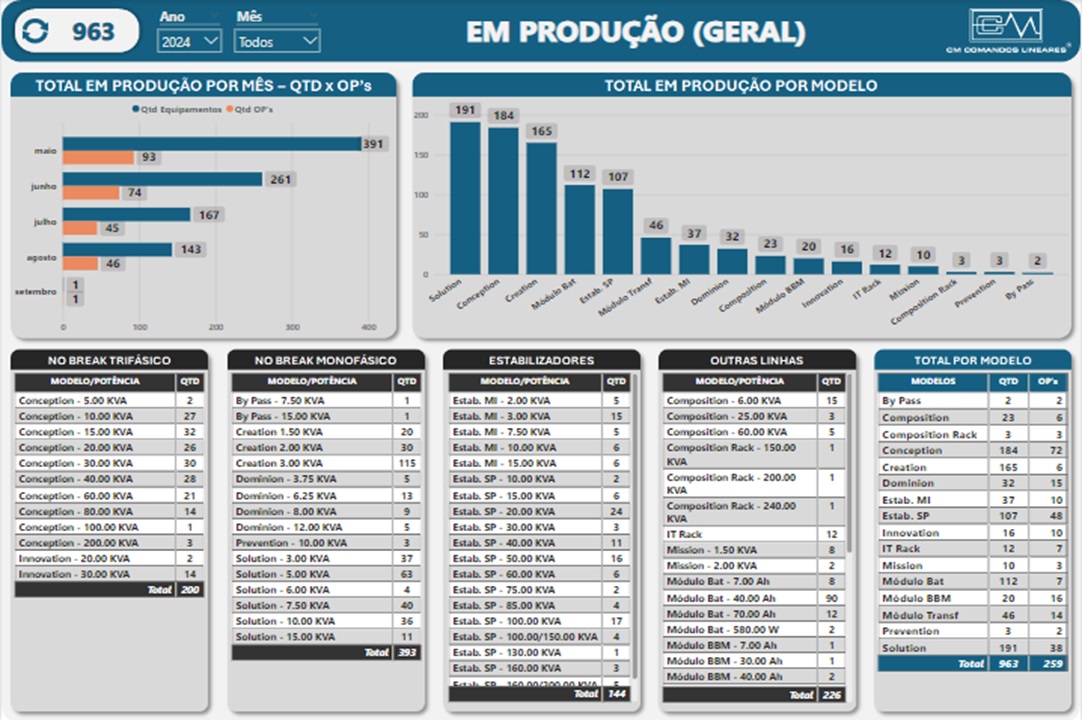 963
Ano
Mês
2024
Todos
EM PRODUÇÃO (GERAL)
CM
CM COMANDOS LINEARES
TOTAL EM PRODUÇÃO POR MÊS – QTD x OP's
Qtd Equipamentos
Qtd OP's
maio
391
93
junho
261
74
julho
167
45
agosto
143
46
setembro
1
1
0
100
200
300
400
TOTAL EM PRODUÇÃO POR MODELO
200
150
100
50
0
191
184
165
112
107
46
37
32
23
20
16
12
10
3
3
2
Solution
Conception
Creation
Módulo Bat
Estab. SP
Módulo Transf
Estab. MI
Dominion
Composition
Módulo BBM
Innovation
IT Rack
Mission
Composition Rack
Prevention
By Pass
NO BREAK TRIFÁSICO
MODELO/POTÊNCIA QTD
Conception - 5.00 KVA 2
Conception - 10.00 KVA 27
Conception - 15.00 KVA 32
Conception - 20.00 KVA 26
Conception - 30.00 KVA 30
Conception - 40.00 KVA 28
Conception - 60.00 KVA 21
Conception - 80.00 KVA 14
Conception - 100.00 KVA 1
Conception - 200.00 KVA 3
Innovation - 20.00 KVA 2
Innovation - 30.00 KVA 14
Total 200
NO BREAK MONOFÁSICO
MODELO/POTÊNCIA QTD
By Pass - 7.50 KVA 1
By Pass - 15.00 KVA 1
Creation 1.50 KVA 20
Creation 2.00 KVA 30
Creation 3.00 KVA 115
Dominion - 3.75 KVA 5
Dominion - 6.25 KVA 13
Dominion - 8.00 KVA 9
Dominion - 12.00 KVA 5
Prevention - 10.00 KVA 3
Solution - 3.00 KVA 37
Solution - 5.00 KVA 63
Solution - 6.00 KVA 4
Solution - 7.50 KVA 40
Solution - 10.00 KVA 36
Solution - 15.00 KVA 11
Total 393
ESTABILIZADORES
MODELO/POTÊNCIA QTD
Estab. MI - 2.00 KVA 5
Estab. MI - 3.00 KVA 15
Estab. MI - 7.50 KVA 5
Estab. MI - 10.00 KVA 6
Estab. MI - 15.00 KVA 6
Estab. SP - 10.00 KVA 2
Estab. SP - 15.00 KVA 6
Estab. SP - 20.00 KVA 24
Estab. SP - 30.00 KVA 3
Estab. SP - 40.00 KVA 11
Estab. SP - 50.00 KVA 16
Estab. SP - 60.00 KVA 6
Estab. SP - 75.00 KVA 2
Estab. SP - 85.00 KVA 4
Estab. SP - 100.00 KVA 17
Estab. SP - 100.00/150.00 KVA 4
Estab. SP - 130.00 KVA 1
Estab. SP - 160.00 KVA 3
Total 144
OUTRAS LINHAS
MODELO/POTÊNCIA QTD
Composition - 6.00 KVA 15
Composition - 25.00 KVA 3
Composition - 60.00 KVA 5
Composition Rack - 150.00 1
KVA
Composition Rack - 200.00 1
KVA
Composition Rack - 240.00 1
KVA
IT Rack 12
Mission - 1.50 KVA 8
Mission - 2.00 KVA 2
Módulo Bat - 7.00 Ah 8
Módulo Bat - 40.00 Ah 90
Módulo Bat - 70.00 Ah 12
Módulo Bat - 580.00 W 2
Módulo BBM - 7.00 Ah 1
Módulo BBM - 30.00 Ah 1
Módulo BBM - 40.00 Ah 2
Total 226
TOTAL POR MODELO
MODELOS QTD OP's
By Pass 2 2
Composition 23 6
Composition Rack 3 3
Conception 184 72
Creation 165 6
Dominion 32 15
Estab. MI 37 10
Estab. SP 107 48
Innovation 16 10
IT Rack 12 7
Mission 10 3
Módulo Bat 112 7
Módulo BBM 20 16
Módulo Transf 46 14
Prevention 3 2
Solution 191 38
Total 963 259